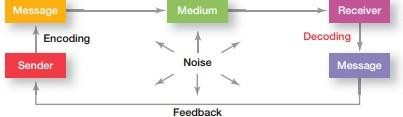 Message
Medium
Receiver
Encoding
Decoding
Sender
Noise
Message
Feedback